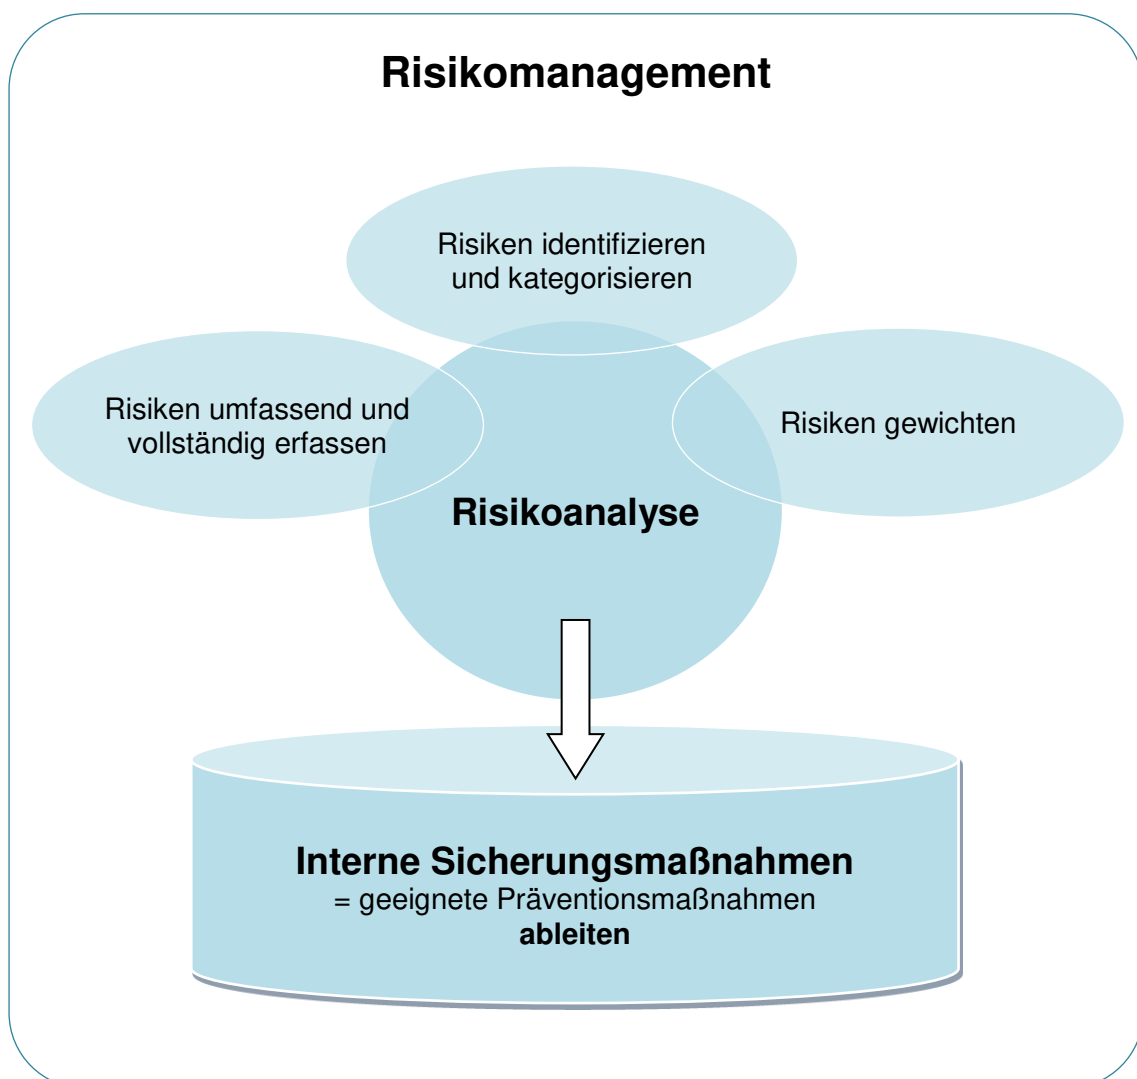 Risikomanagement
Risiken identifizieren
und kategorisieren
Risiken umfassend und
vollständig erfassen
Risiken gewichten
Risikoanalyse
Interne Sicherungsmaßnahmen
= geeignete Präventionsmaßnahmen
ableiten